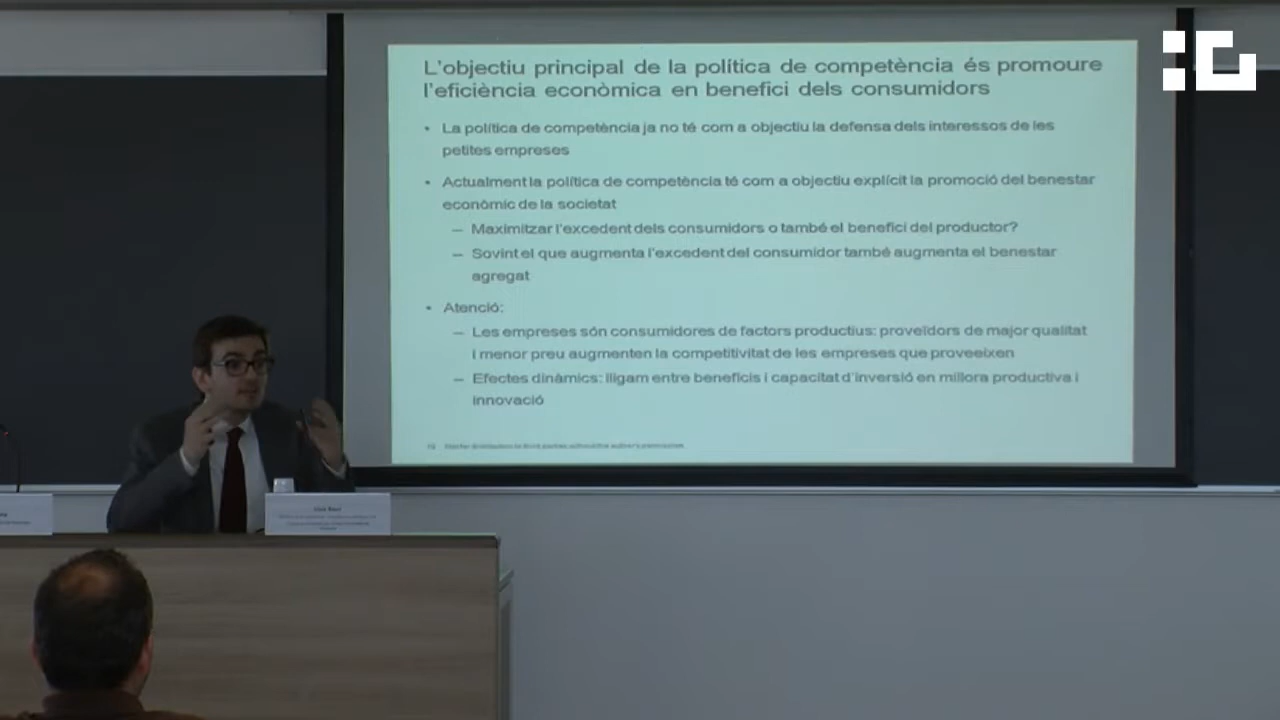 L'objectiu principal de la política de competència és promoure
l'eficiència econòmica en benefici dels consumidors
• La política de competència ja no té com a objectiu la defensa dels interessos de les
petites empreses
• Actualment la política de competència té com a objectiu explícit la promoció del benestar
econòmic de la societat
– Maximitzar l'excedent dels consumidors o també el benefici del productor?
– Sovint el que augmenta l'excedent del consumidor també augmenta el benestar
agregat
• Atenció:
– Les empreses són consumidores de factors productius: proveïdors de major qualitat
i menor preu augmenten la competitivitat de les empreses que proveeixen
– Efectes dinàmics: lligam entre beneficis i capacitat d'inversió en millora productiva i
innovació